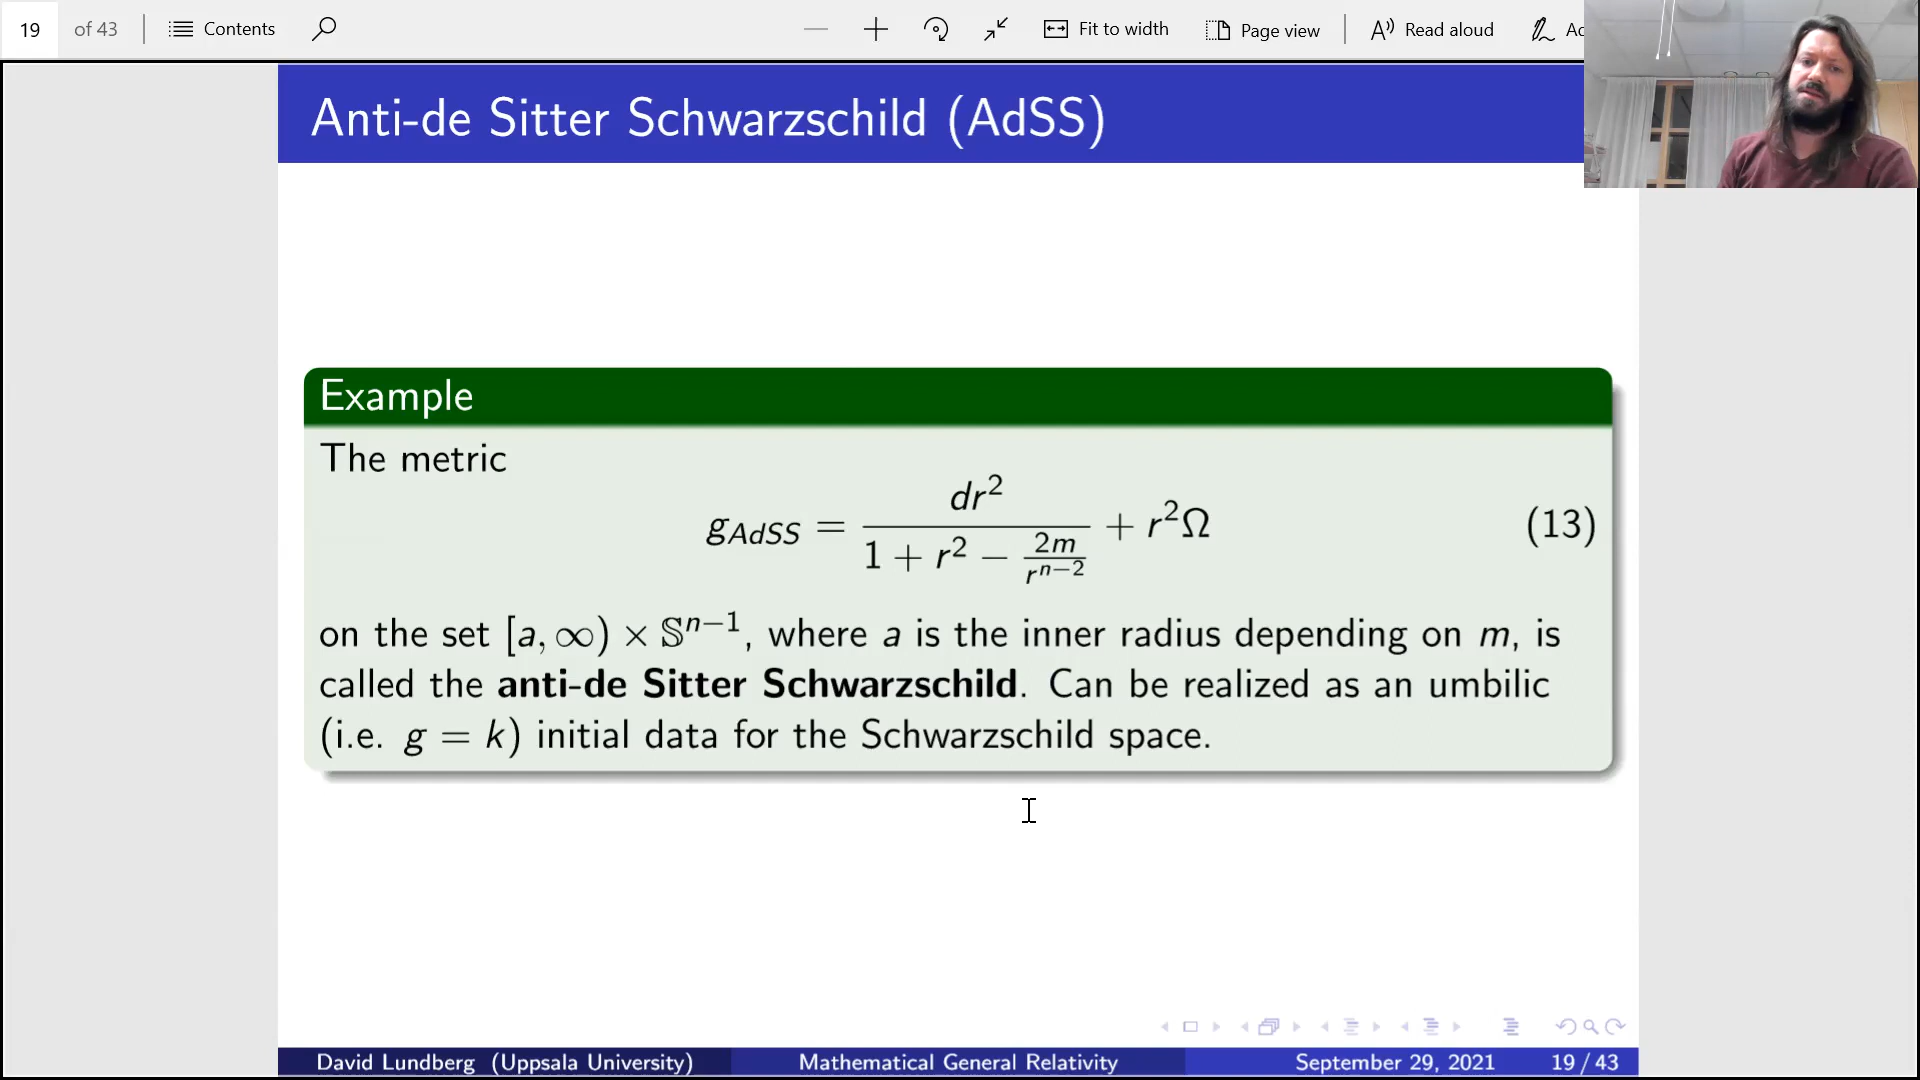 19 of 43 Contents Fit to width Page view Read aloud
Anti-de Sitter Schwarzschild (AdSS)
Example
The metric
g_{AdSS} = \frac{dr^2}{1 + r^2 - \frac{2m}{r^{n-2}}} + r^2Ω (13)
on the set [a, ∞) × 𝕊^{n−1}, where a is the inner radius depending on m, is
called the anti-de Sitter Schwarzschild. Can be realized as an umbilic
(i.e. g = k) initial data for the Schwarzschild space.
David Lundberg (Uppsala University) Mathematical General Relativity September 29, 2021 19 / 43